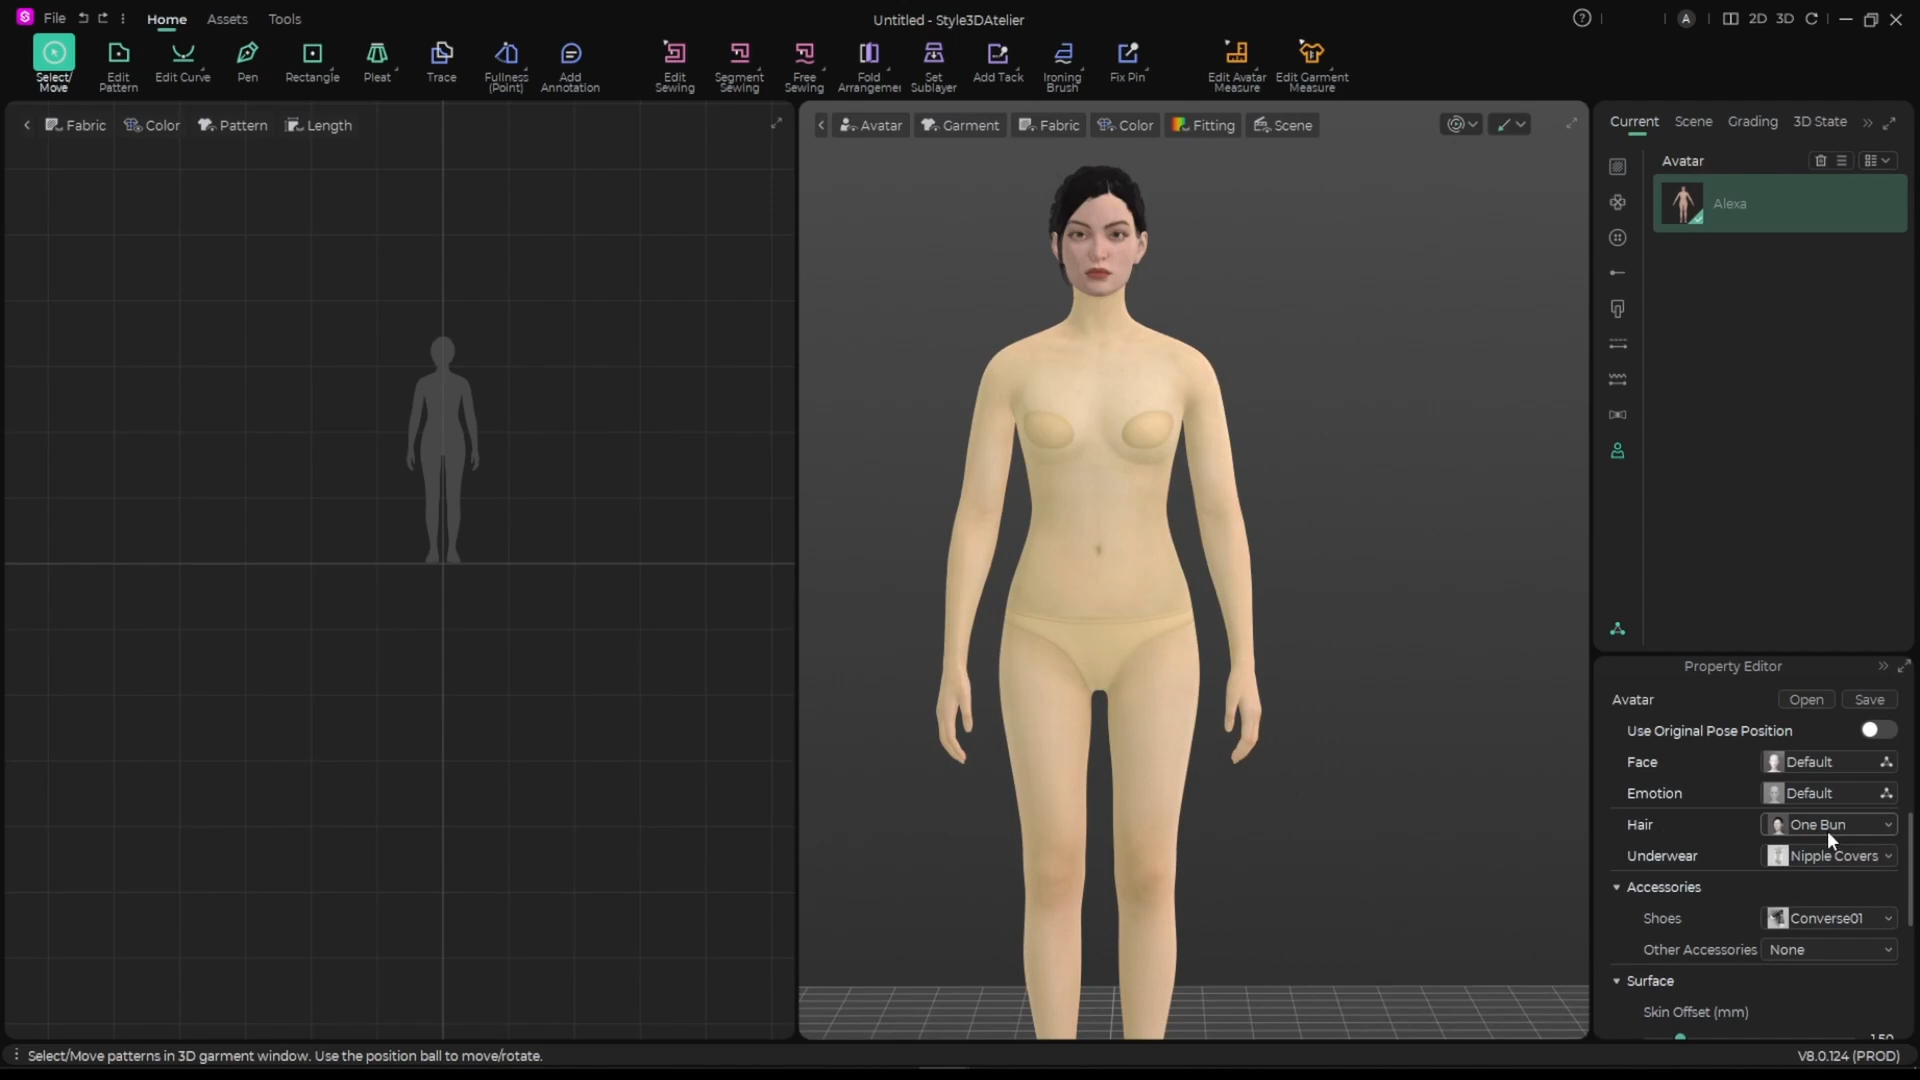 File
Home
Assets
Tools
Untitled - Style3DAtelier
A
2D
3D
Select/
Move
Edit
Pattern
Edit Curve
Pen
Rectangle
Pleat
Trace
Fullness
(Point)
Add
Annotation
Edit
Sewing
Segment
Sewing
Free
Sewing
Fold
Arrangemen
Set
Sublayer
Add Tack
Ironing
Brush
Fix Pin
Edit Avatar
Measure
Edit Garment
Measure
Fabric
Color
Pattern
Length
Avatar
Garment
Fabric
Color
Fitting
Scene
Current
Scene
Grading
3D State
Avatar
Alexa
Property Editor
Avatar
Open
Save
Use Original Pose Position
Face
Default
Emotion
Default
Hair
One Bun
Underwear
Nipple Covers
Accessories
Shoes
Converse01
Other Accessories
None
Surface
Skin Offset (mm)
1.50
Select/Move patterns in 3D garment window. Use the position ball to move/rotate.
V8.0.124 (PROD)